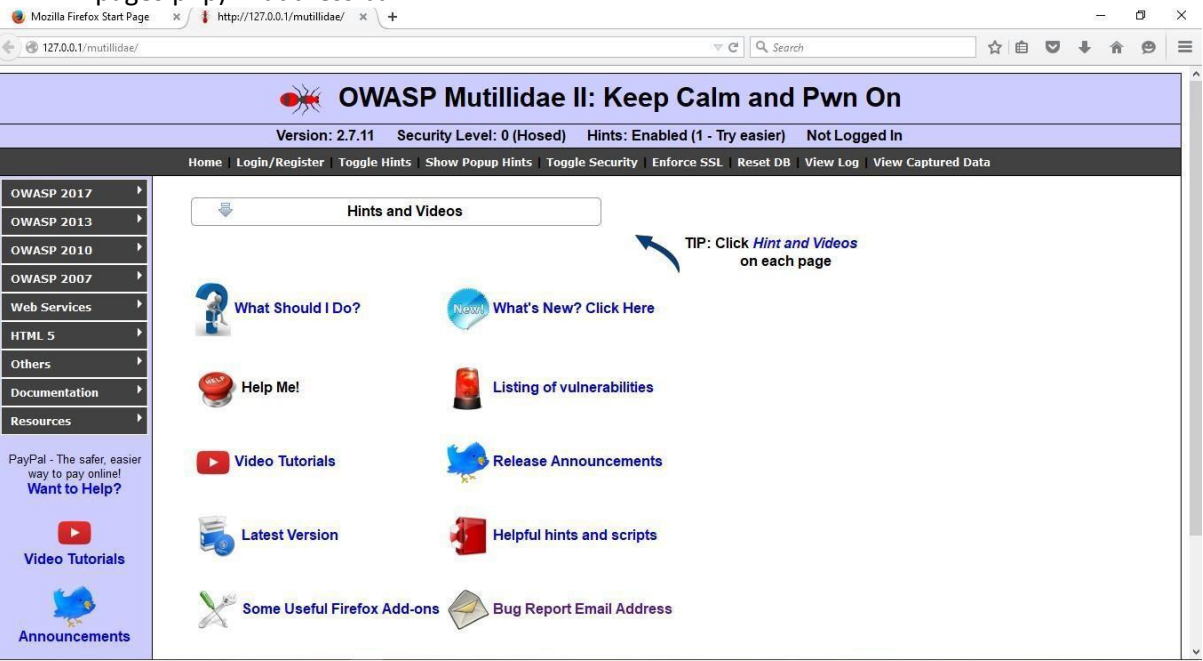 Mozilla Firefox Start Page
http://127.0.0.1/mutillidae/
127.0.0.1/mutillidae/
Search
OWASP Mutillidae II: Keep Calm and Pwn On
Version: 2.7.11 Security Level: 0 (Hosed) Hints: Enabled (1 - Try easier) Not Logged In
Home | Login/Register | Toggle Hints | Show Popup Hints | Toggle Security | Enforce SSL | Reset DB | View Log | View Captured Data
OWASP 2017
OWASP 2013
OWASP 2010
OWASP 2007
Web Services
HTML 5
Others
Documentation
Resources
PayPal - The safer, easier
way to pay online!
Want to Help?
Video Tutorials
Announcements
Hints and Videos
TIP: Click Hint and Videos
on each page
What Should I Do?
New! What's New? Click Here
HELP Help Me!
Listing of vulnerabilities
Video Tutorials
Release Announcements
Latest Version
Helpful hints and scripts
Some Useful Firefox Add-ons
Bug Report Email Address